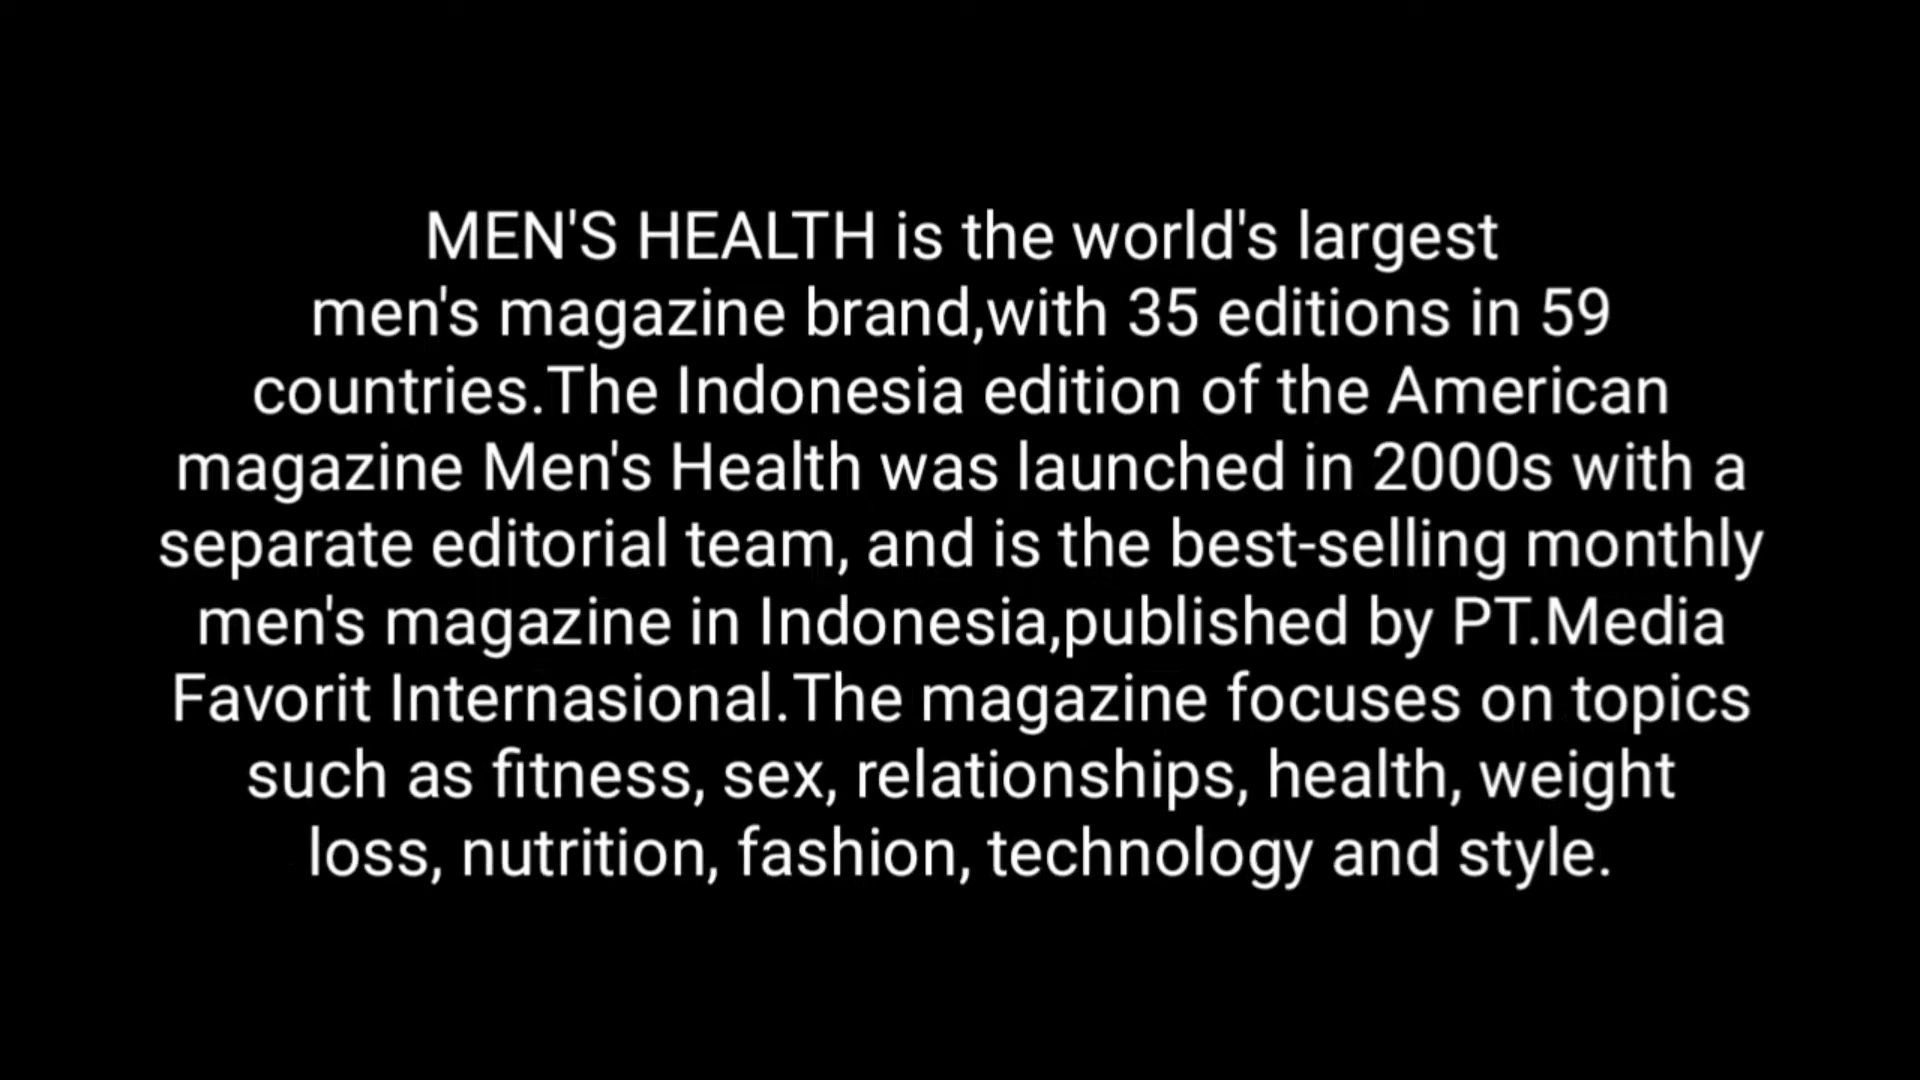 MEN'S HEALTH is the world's largest
men's magazine brand,with 35 editions in 59
countries.The Indonesia edition of the American
magazine Men's Health was launched in 2000s with a
separate editorial team, and is the best-selling monthly
men's magazine in Indonesia,published by PT.Media
Favorit Internasional.The magazine focuses on topics
such as fitness, sex, relationships, health, weight
loss, nutrition, fashion, technology and style.